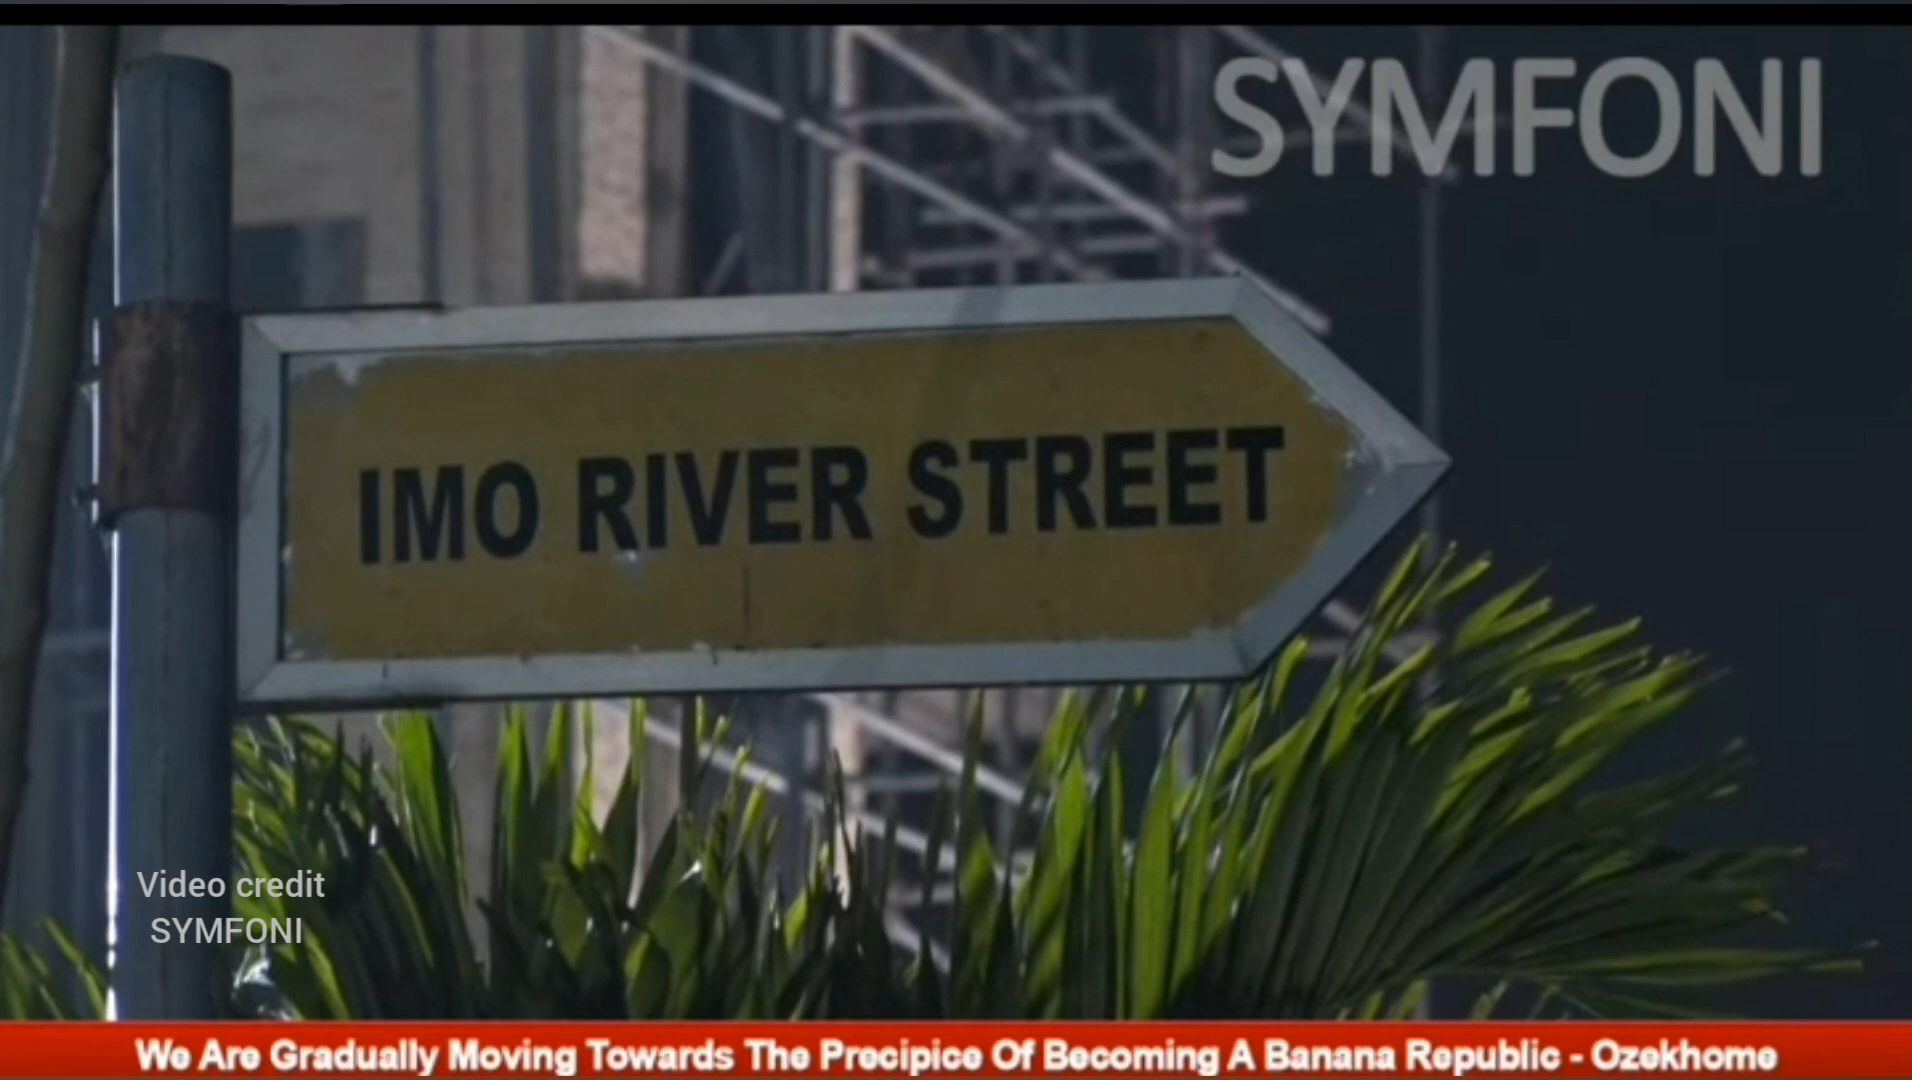 SYMFONI
IMO RIVER STREET
Video credit
SYMFONI
We Are Gradually Moving Towards The Precipice Of Becoming A Banana Republic - Ozekhome